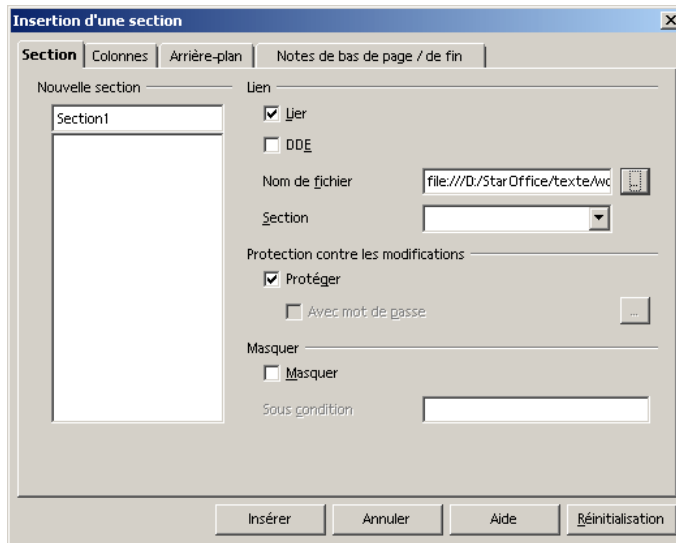 Insertion d'une section
Section Colonnes Arrière-plan Notes de bas de page / de fin
Nouvelle section
Section1
Lien
Lier
DDE
Nom de fichier file:///D:/StarOffice/texte/wo ...
Section
Protection contre les modifications
Protéger
Avec mot de passe ...
Masquer
Masquer
Sous condition
Insérer Annuler Aide Réinitialisation